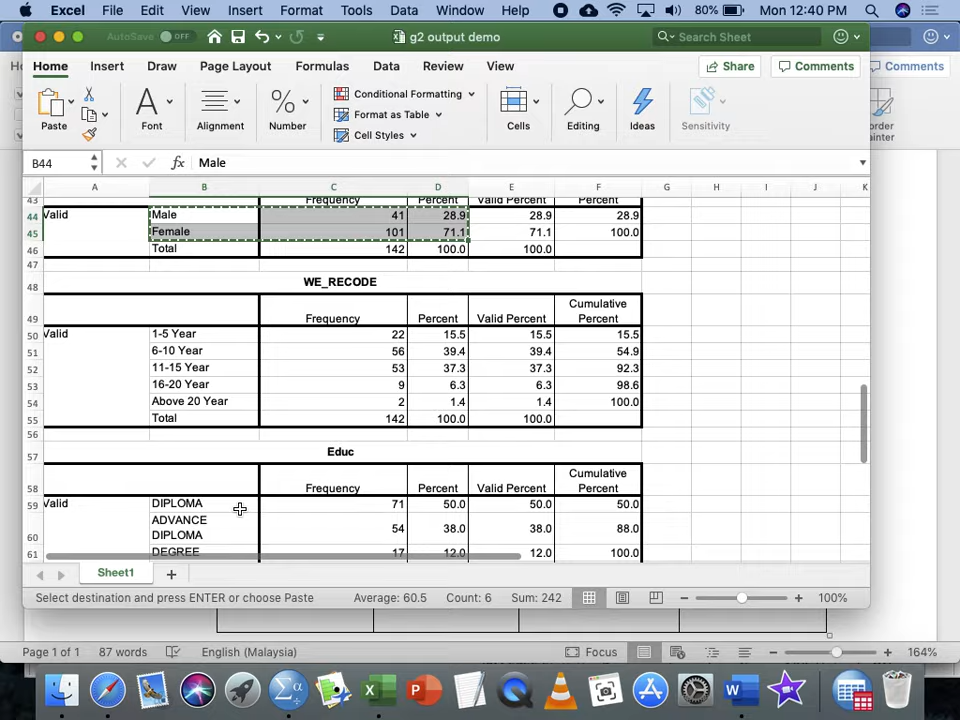 Excel File Edit View Insert Format Tools Data Window Help 80% Mon 12:40 PM
AutoSave OFF g2 output demo Search Sheet
Home Insert Draw Page Layout Formulas Data Review View Share Comments Comments
Paste Font Alignment Number Conditional Formatting Format as Table Cell Styles Cells Editing Ideas Sensitivity
B44 fx Male
A B C D E F G H I J K
43 Frequency Percent Valid Percent Percent
44 Valid Male 41 28.9 28.9 28.9
45 Female 101 71.1 71.1 100.0
46 Total 142 100.0 100.0
47
48 WE_RECODE
Cumulative
49 Frequency Percent Valid Percent Percent
50 Valid 1-5 Year 22 15.5 15.5 15.5
51 6-10 Year 56 39.4 39.4 54.9
52 11-15 Year 53 37.3 37.3 92.3
53 16-20 Year 9 6.3 6.3 98.6
54 Above 20 Year 2 1.4 1.4 100.0
55 Total 142 100.0 100.0
56
57 Educ
Cumulative
58 Frequency Percent Valid Percent Percent
59 Valid DIPLOMA 71 50.0 50.0 50.0
ADVANCE
60 DIPLOMA 54 38.0 38.0 88.0
61 DEGREE 17 12.0 12.0 100.0
Sheet1
Select destination and press ENTER or choose Paste Average: 60.5 Count: 6 Sum: 242 100%
Page 1 of 1 87 words English (Malaysia) Focus 164%